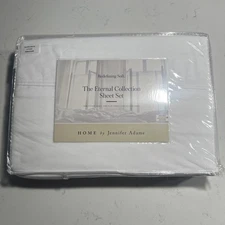 The Eternal Collection
Sheet Set
HOME by Jennifer Adams